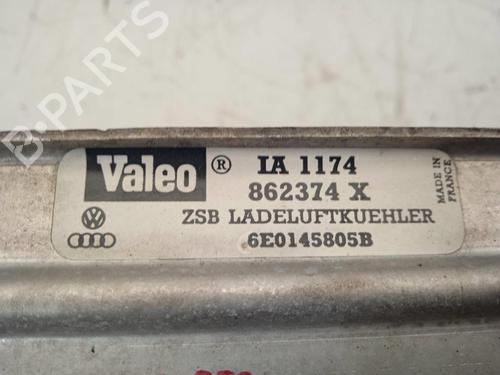 B-PARTS
Valeo ® IA 1174
862374 X
ZSB LADELUFTKUEHLER
6E0145805B
MADE IN
FRANCE